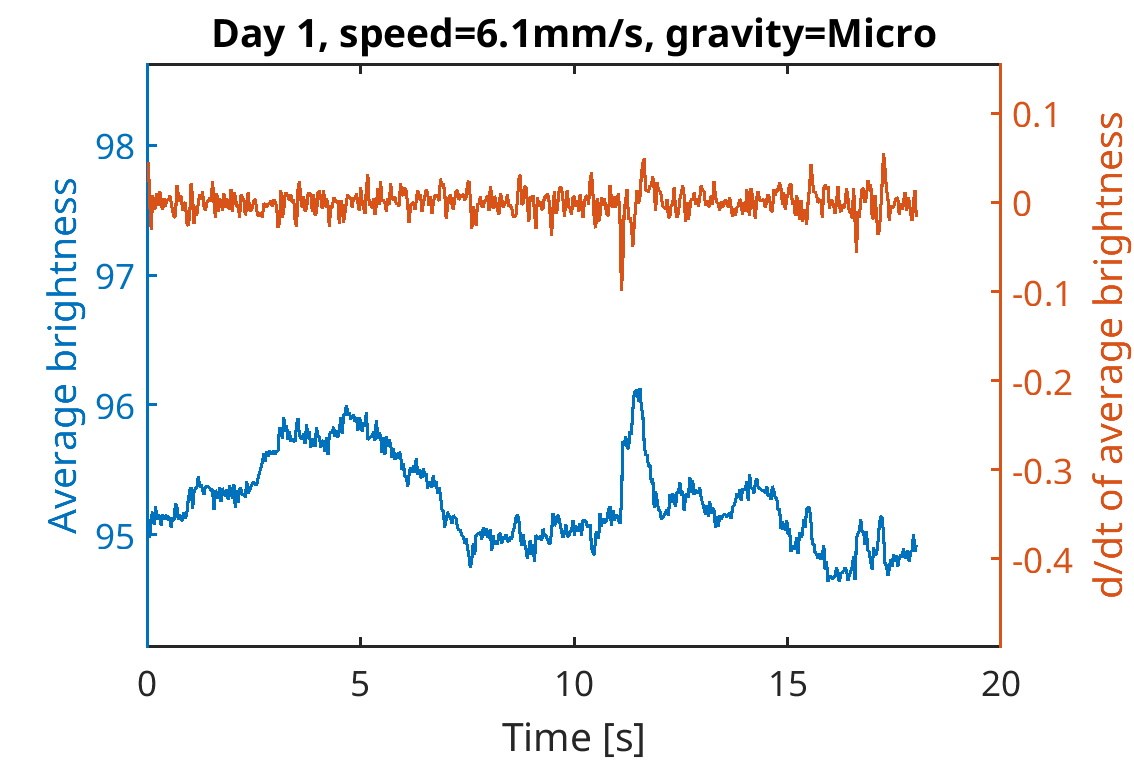 Day 1, speed=6.1mm/s, gravity=Micro
Average brightness
98
97
96
95
0.1
0
-0.1
-0.2
-0.3
-0.4
d/dt of average brightness
0 5 10 15 20
Time [s]